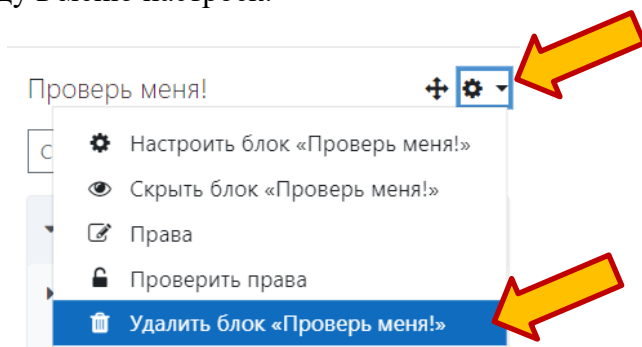 Проверь меня!
С
Настроить блок «Проверь меня!»
Скрыть блок «Проверь меня!»
Права
Проверить права
Удалить блок «Проверь меня!»